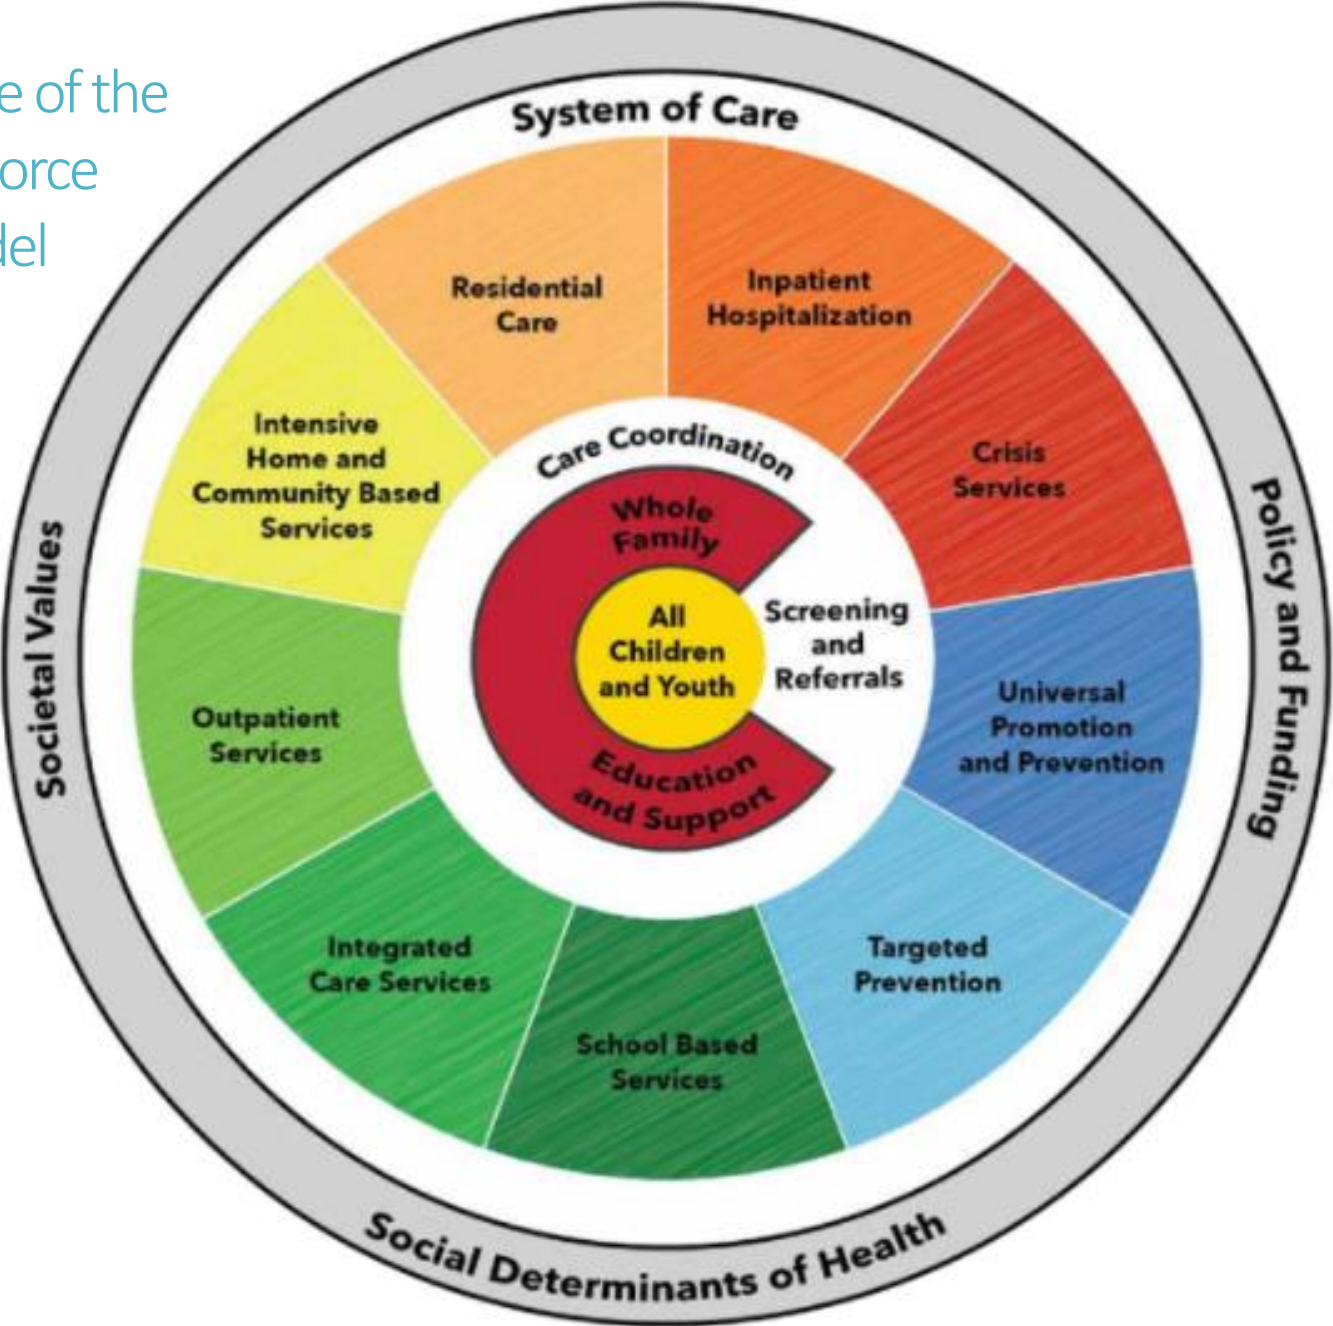 e of the
orce
del
System of Care
Residential
Care
Inpatient
Hospitalization
Intensive
Home and
Community Based
Services
Crisis
Services
Care Coordination
Whole
Family
All
Children
and Youth
Screening
and
Referrals
Education
and Support
Outpatient
Services
Universal
Promotion
and Prevention
Integrated
Care Services
School Based
Services
Targeted
Prevention
Societal Values
Policy and Funding
Social Determinants of Health